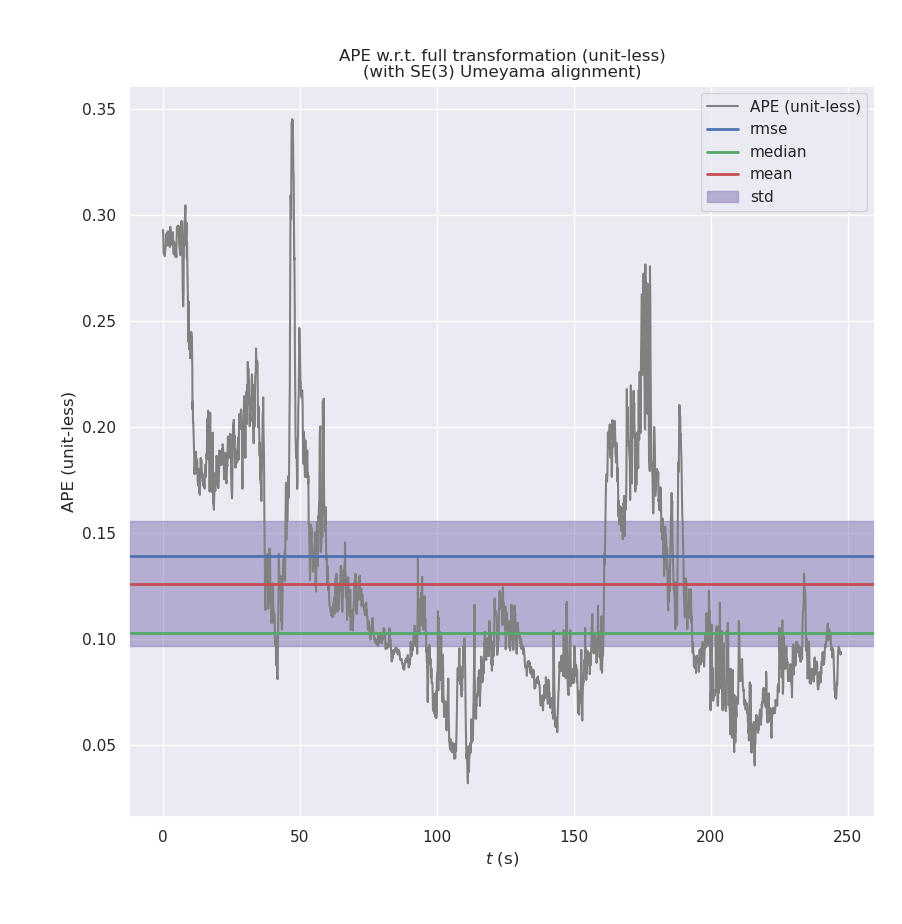 APE w.r.t. full transformation (unit-less)
(with SE(3) Umeyama alignment)
APE (unit-less)
rmse
median
mean
std
0.35
0.30
0.25
0.20
0.15
0.10
0.05
APE (unit-less)
0
50
100
150
200
250
t (s)